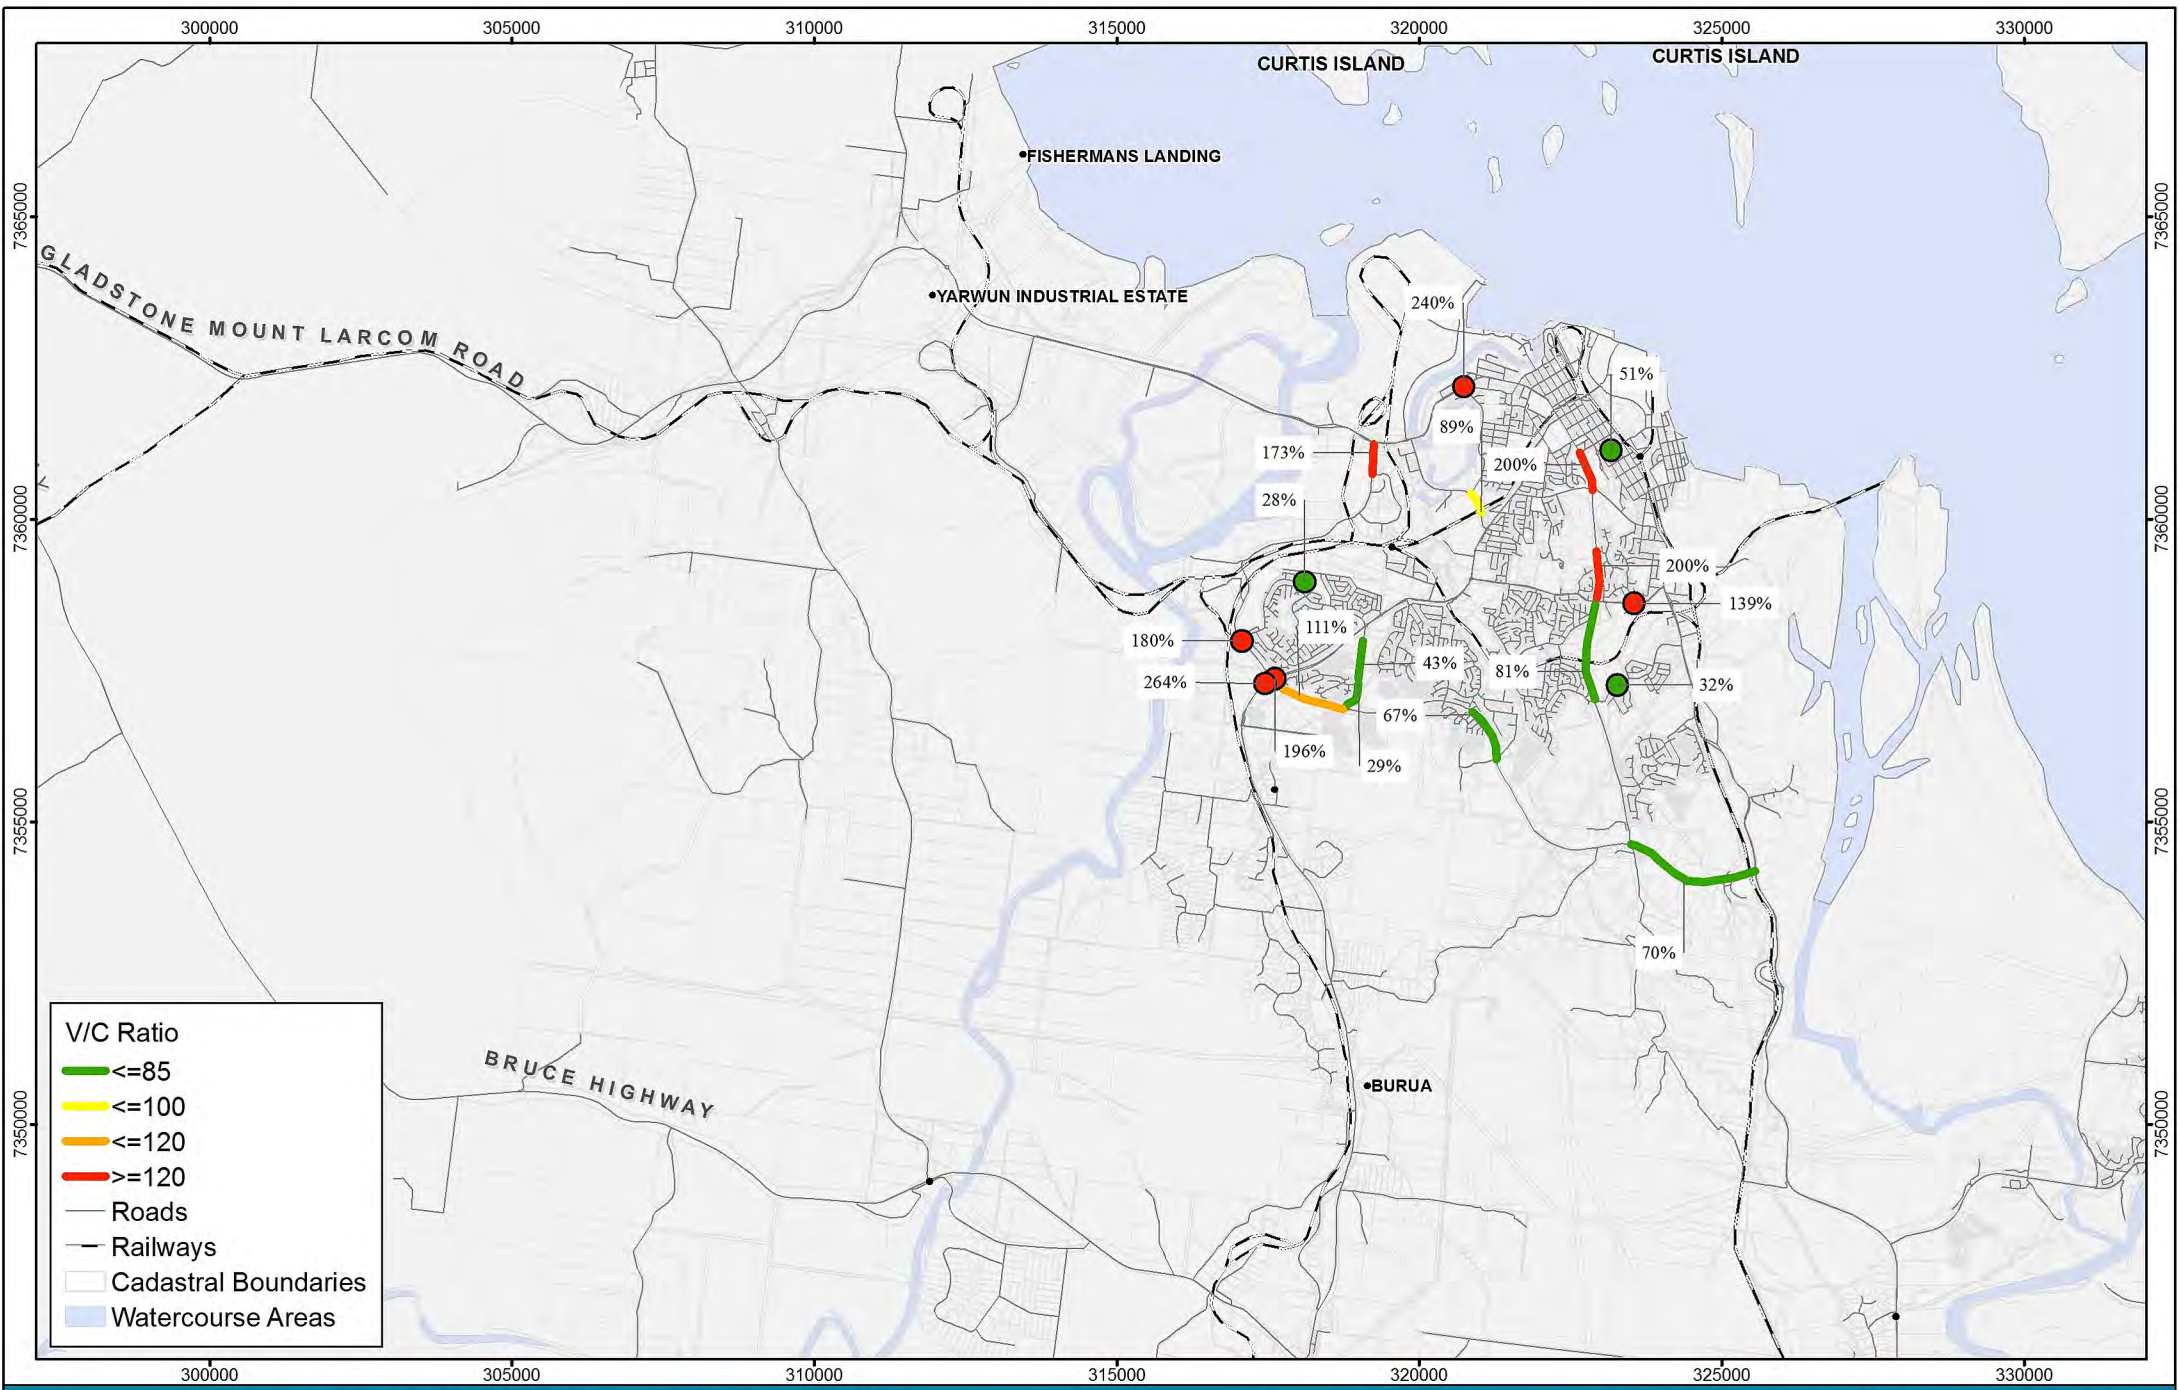 300000 305000 310000 315000 320000 325000 330000
CURTIS ISLAND
CURTIS ISLAND
FISHERMANS LANDING
7365000
7365000
GLADSTONE MOUNT LARCOM ROAD
YARWUN INDUSTRIAL ESTATE
240%
51%
89%
173%
200%
28%
7360000
7360000
200%
139%
111%
180%
43%
81%
264%
32%
67%
196%
29%
7355000
7355000
70%
V/C Ratio
<=85
<=100
<=120
>=120
Roads
Railways
Cadastral Boundaries
Watercourse Areas
BRUCE HIGHWAY
BURUA
7350000
7350000
300000 305000 310000 315000 320000 325000 330000